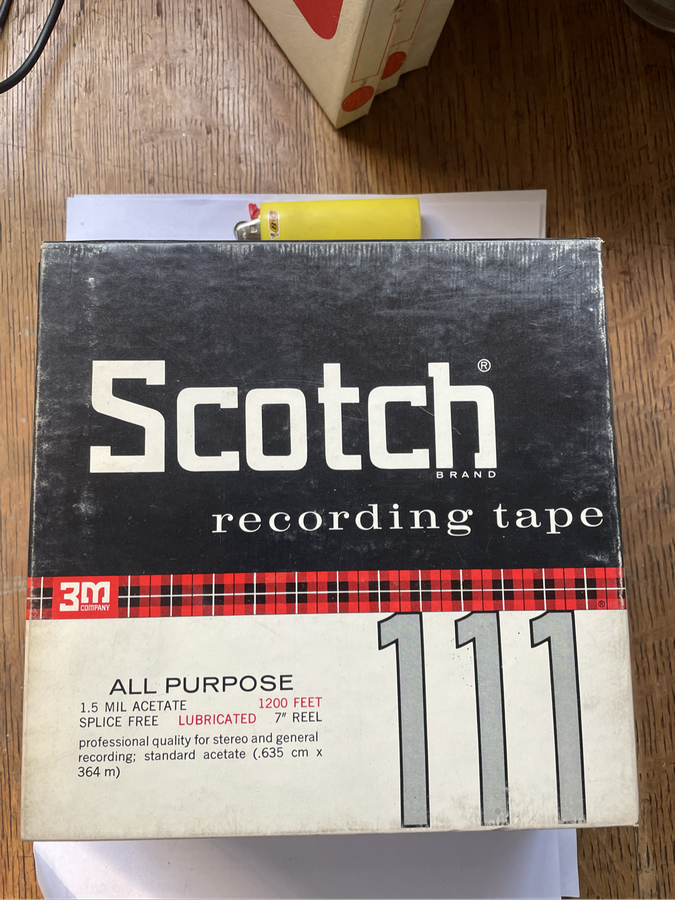 BIC
Scotch®
BRAND
recording tape
3M
COMPANY
®
111
ALL PURPOSE
1.5 MIL ACETATE 1200 FEET
SPLICE FREE LUBRICATED 7" REEL
professional quality for stereo and general
recording; standard acetate (.635 cm x
364 m)